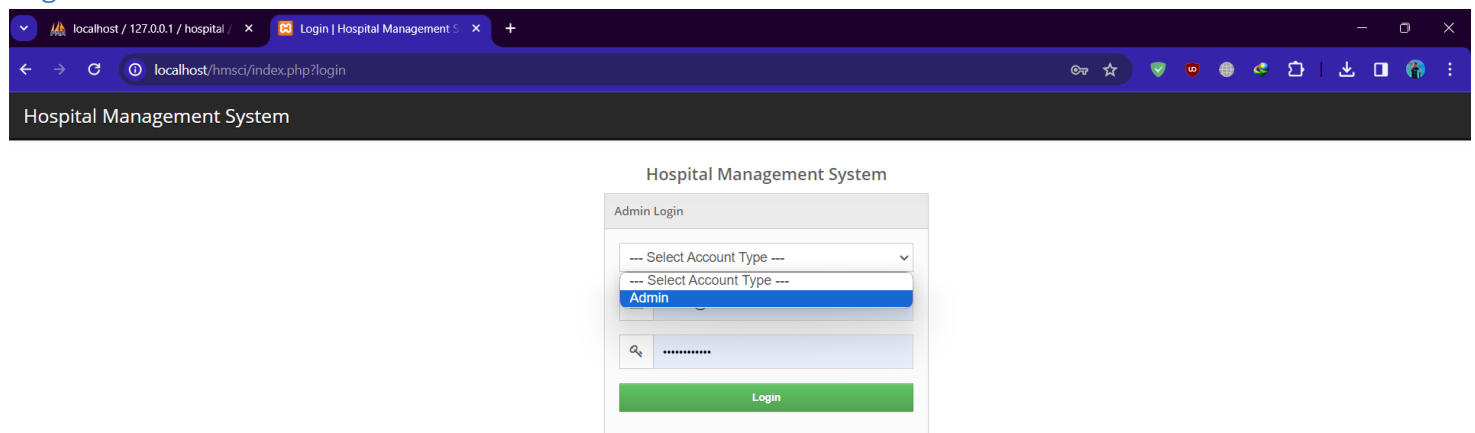 localhost / 127.0.0.1 / hospital /
Login | Hospital Management S
localhost/hmsci/index.php?login
Hospital Management System
Hospital Management System
Admin Login
--- Select Account Type ---
--- Select Account Type ---
Admin
••••••••••••
Login